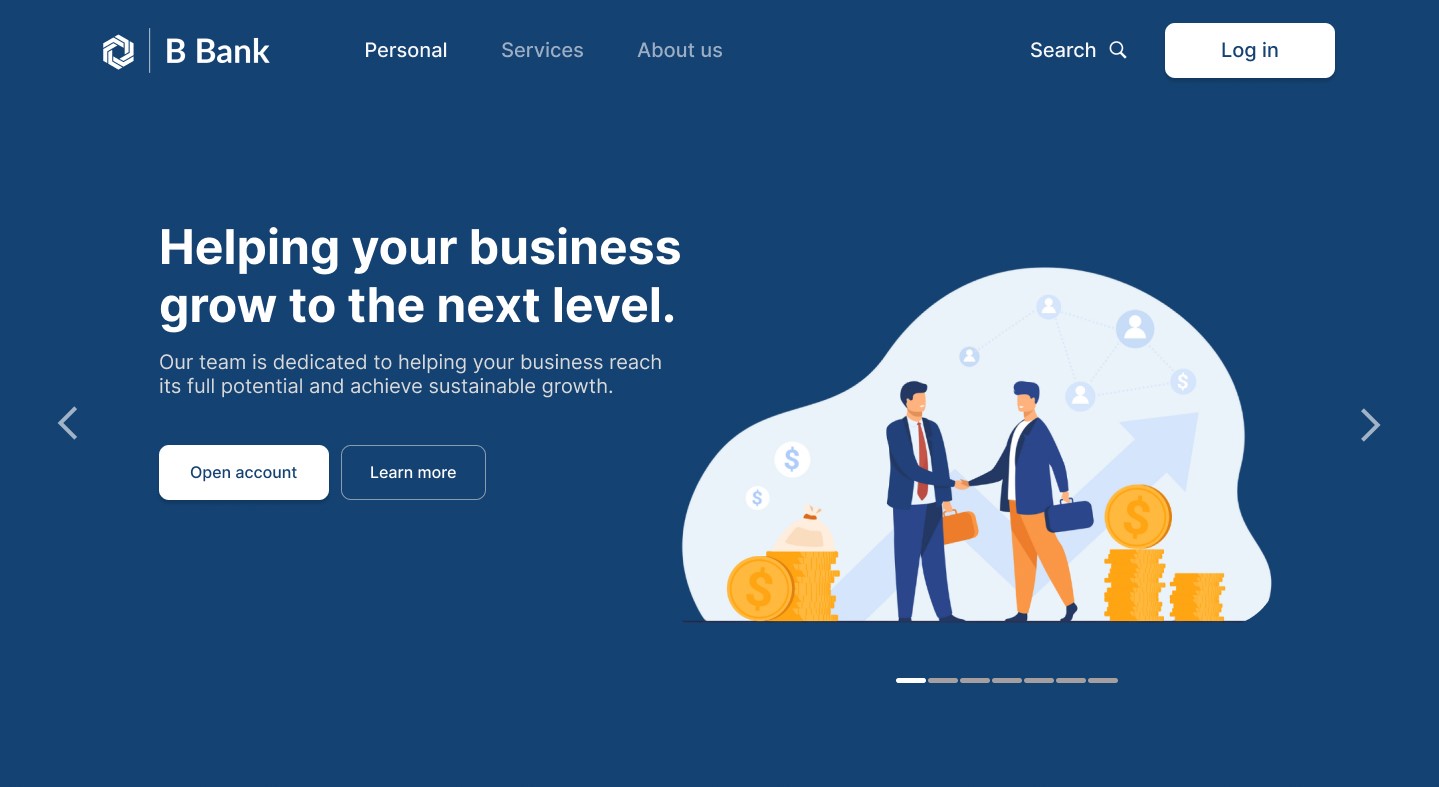 B Bank
Personal
Services
About us
Search
Log in
Helping your business
grow to the next level.
Our team is dedicated to helping your business reach
its full potential and achieve sustainable growth.
Open account
Learn more
$
$
$
$
$